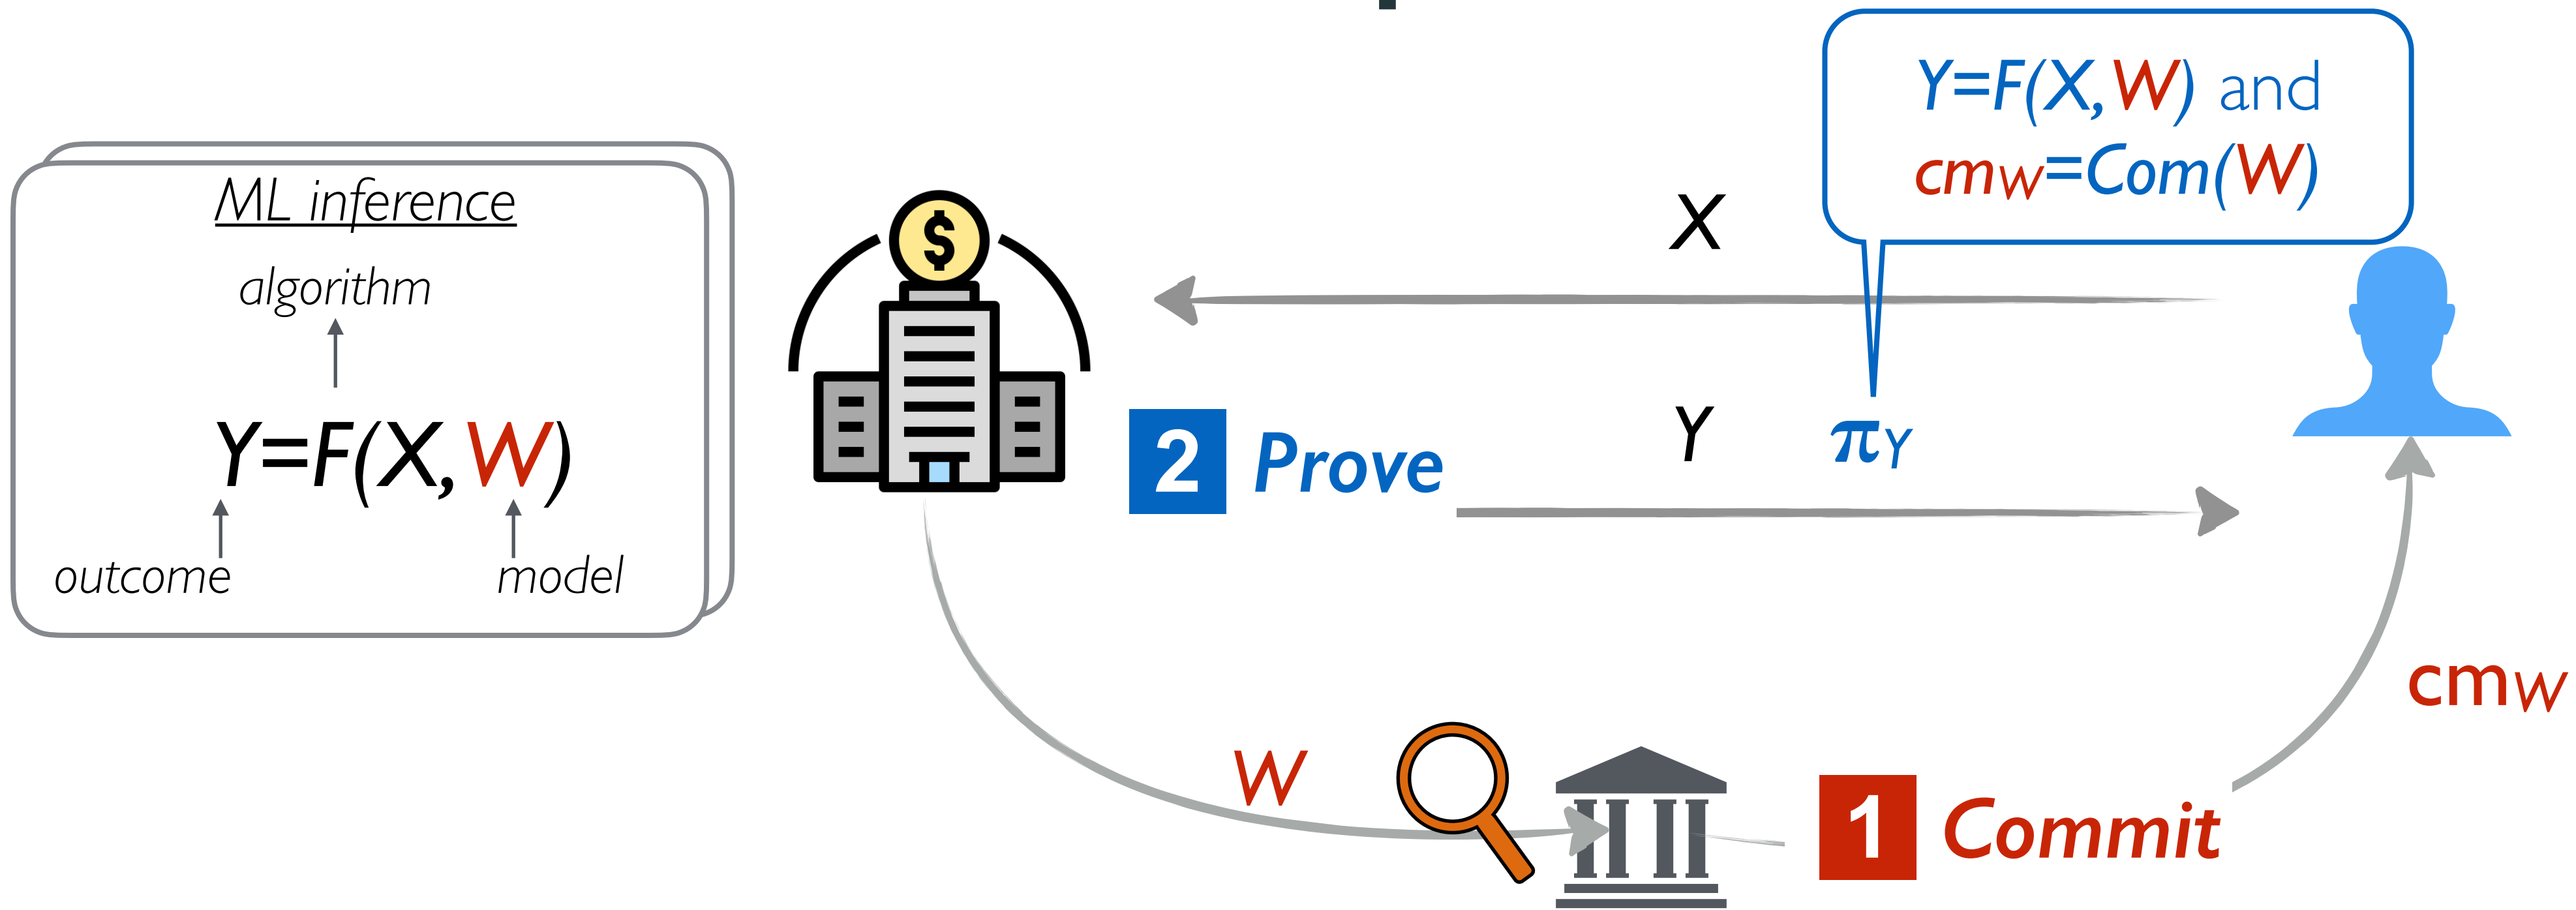 ML inference
algorithm
Y=F(X,W)
outcome
model
$
X
Y=F(X,W) and
cmW=Com(W)
2 Prove
Y
πY
W
1 Commit
cmW